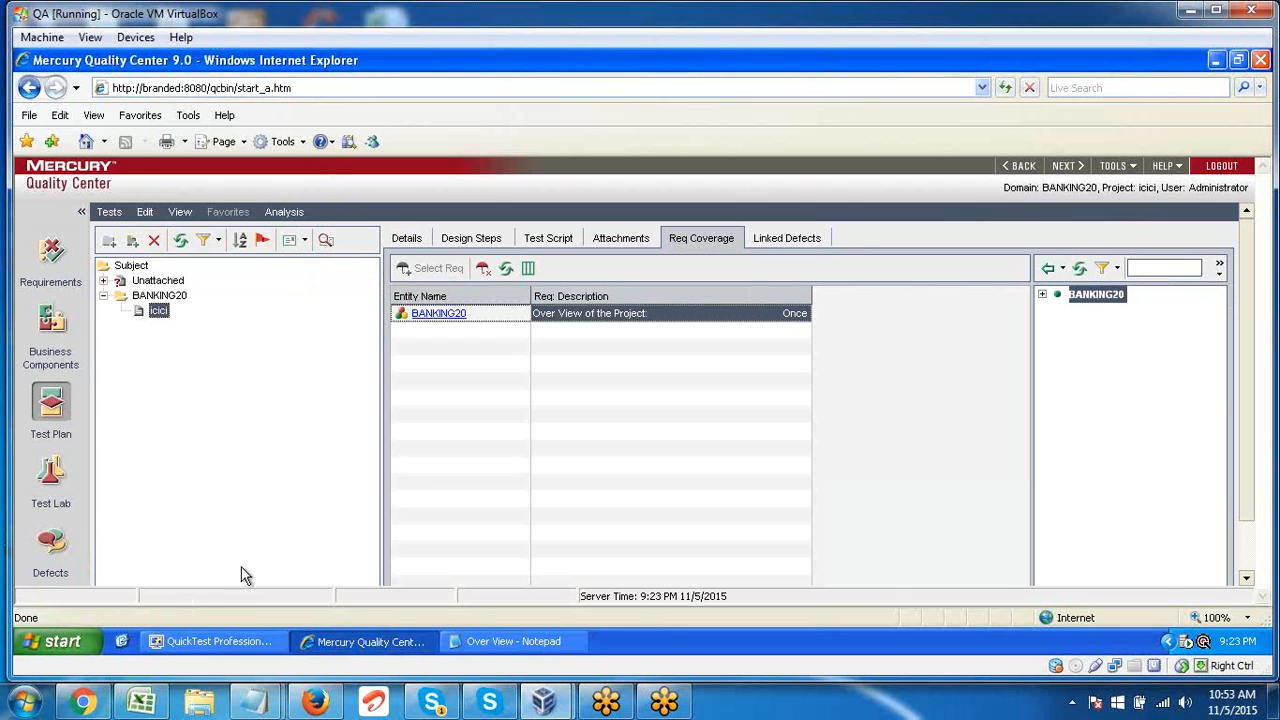 QA [Running] - Oracle VM VirtualBox
Machine View Devices Help
Mercury Quality Center 9.0 - Windows Internet Explorer
http://branded:8080/qcbin/start_a.htm
Live Search
File Edit View Favorites Tools Help
Page Tools
MERCURY™
BACK NEXT TOOLS HELP LOGOUT
Quality Center
Domain: BANKING20, Project: icici, User: Administrator
Tests Edit View Favorites Analysis
Details Design Steps Test Script Attachments Req Coverage Linked Defects
Subject
Select Req
Requirements
Unattached
BANKING20
icici
Entity Name Req: Description
BANKING20 Over View of the Project: Once
BANKING20
Business
Components
Test Plan
Test Lab
Defects
Server Time: 9:23 PM 11/5/2015
Done
Internet
100%
start
QuickTest Profession...
Mercury Quality Cent...
Over View - Notepad
9:23 PM
Right Ctrl
10:53 AM
11/5/2015